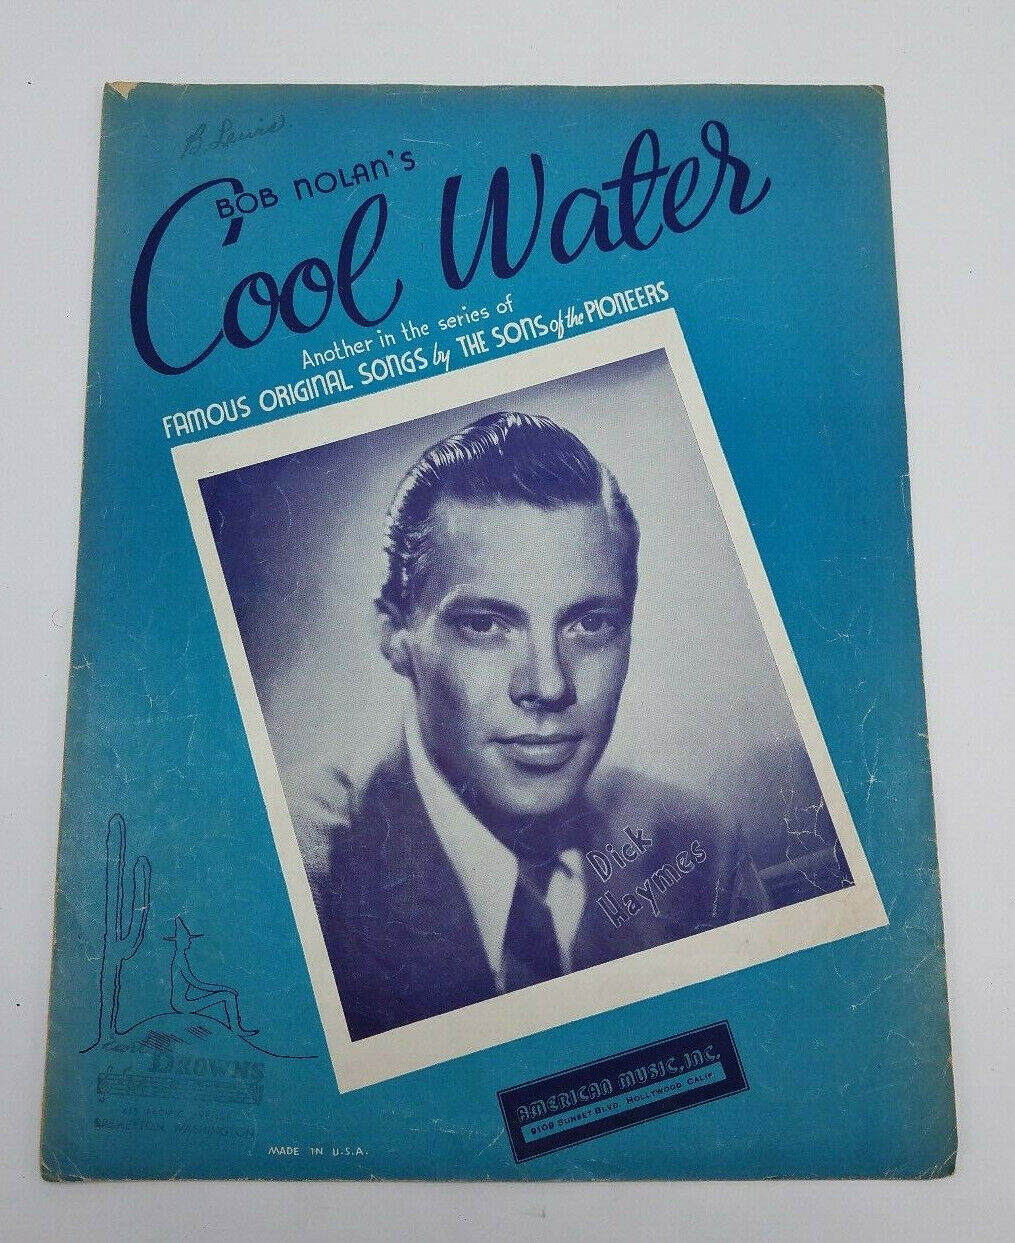 B. Lewis.
BOB NOLAN'S
Cool Water
Another in the series of
FAMOUS ORIGINAL SONGS by THE SONS of the PIONEERS
Dick
Haymes
BROWNS
BREMERTON, WASHINGTON
AMERICAN MUSIC, INC.
9109 SUNSET BLVD. HOLLYWOOD, CALIF.
MADE IN U.S.A.